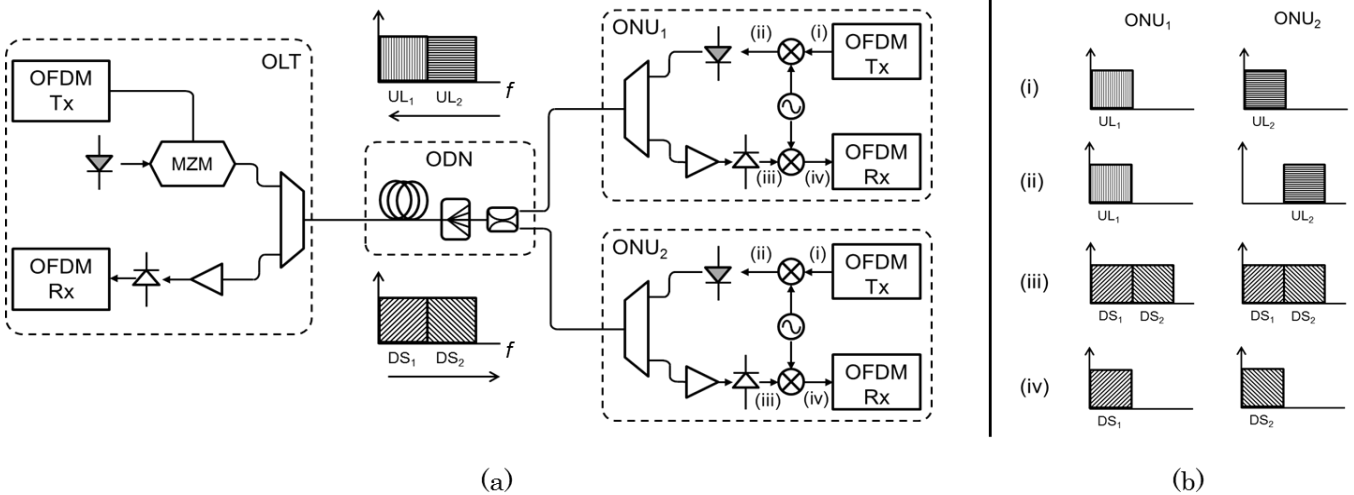 OLT
OFDM
Tx
MZM
OFDM
Rx
f
UL₁ UL₂
ODN
DS₁ DS₂
f
ONU₁
(ii)
(i)
OFDM
Tx
(iii)
(iv)
OFDM
Rx
ONU₂
(ii)
(i)
OFDM
Tx
(iii)
(iv)
OFDM
Rx
(a)
ONU₁ ONU₂
(i)
UL₁ UL₂
(ii)
UL₁ UL₂
(iii)
DS₁ DS₂ DS₁ DS₂
(iv)
DS₁ DS₂
(b)